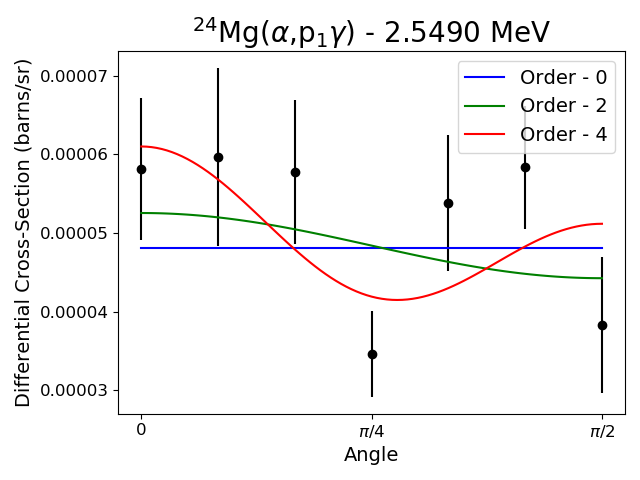 ²⁴Mg(α,p₁γ) - 2.5490 MeV
Differential Cross-Section (barns/sr)
0.00007
0.00006
0.00005
0.00004
0.00003
Order - 0
Order - 2
Order - 4
0
π/4
π/2
Angle